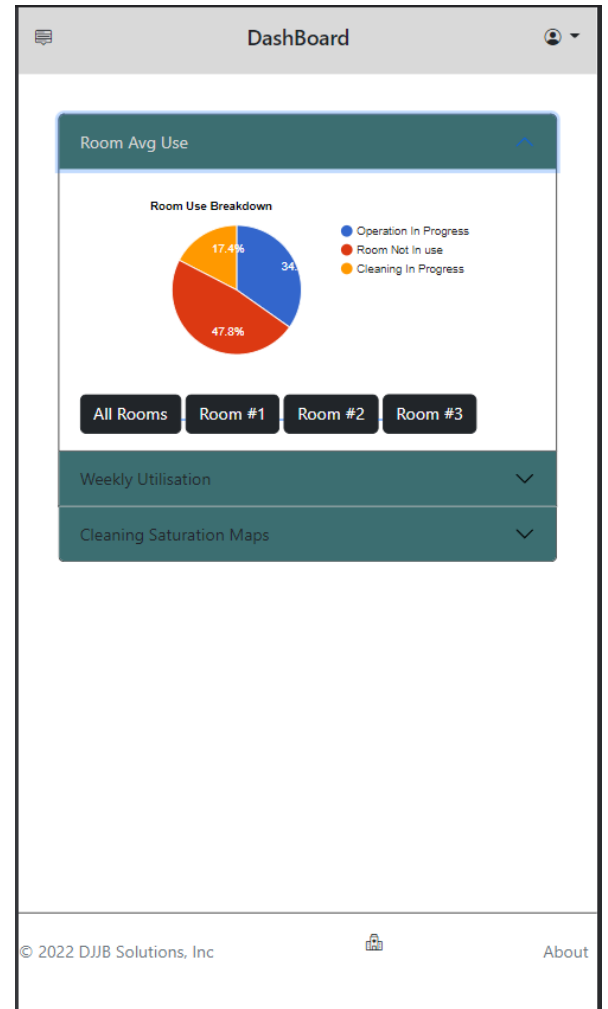 DashBoard
Room Avg Use
Room Use Breakdown
Operation In Progress
Room Not In use
Cleaning In Progress
17.4%
34.
47.8%
All Rooms Room #1 Room #2 Room #3
Weekly Utilisation
Cleaning Saturation Maps
© 2022 DJJB Solutions, Inc About